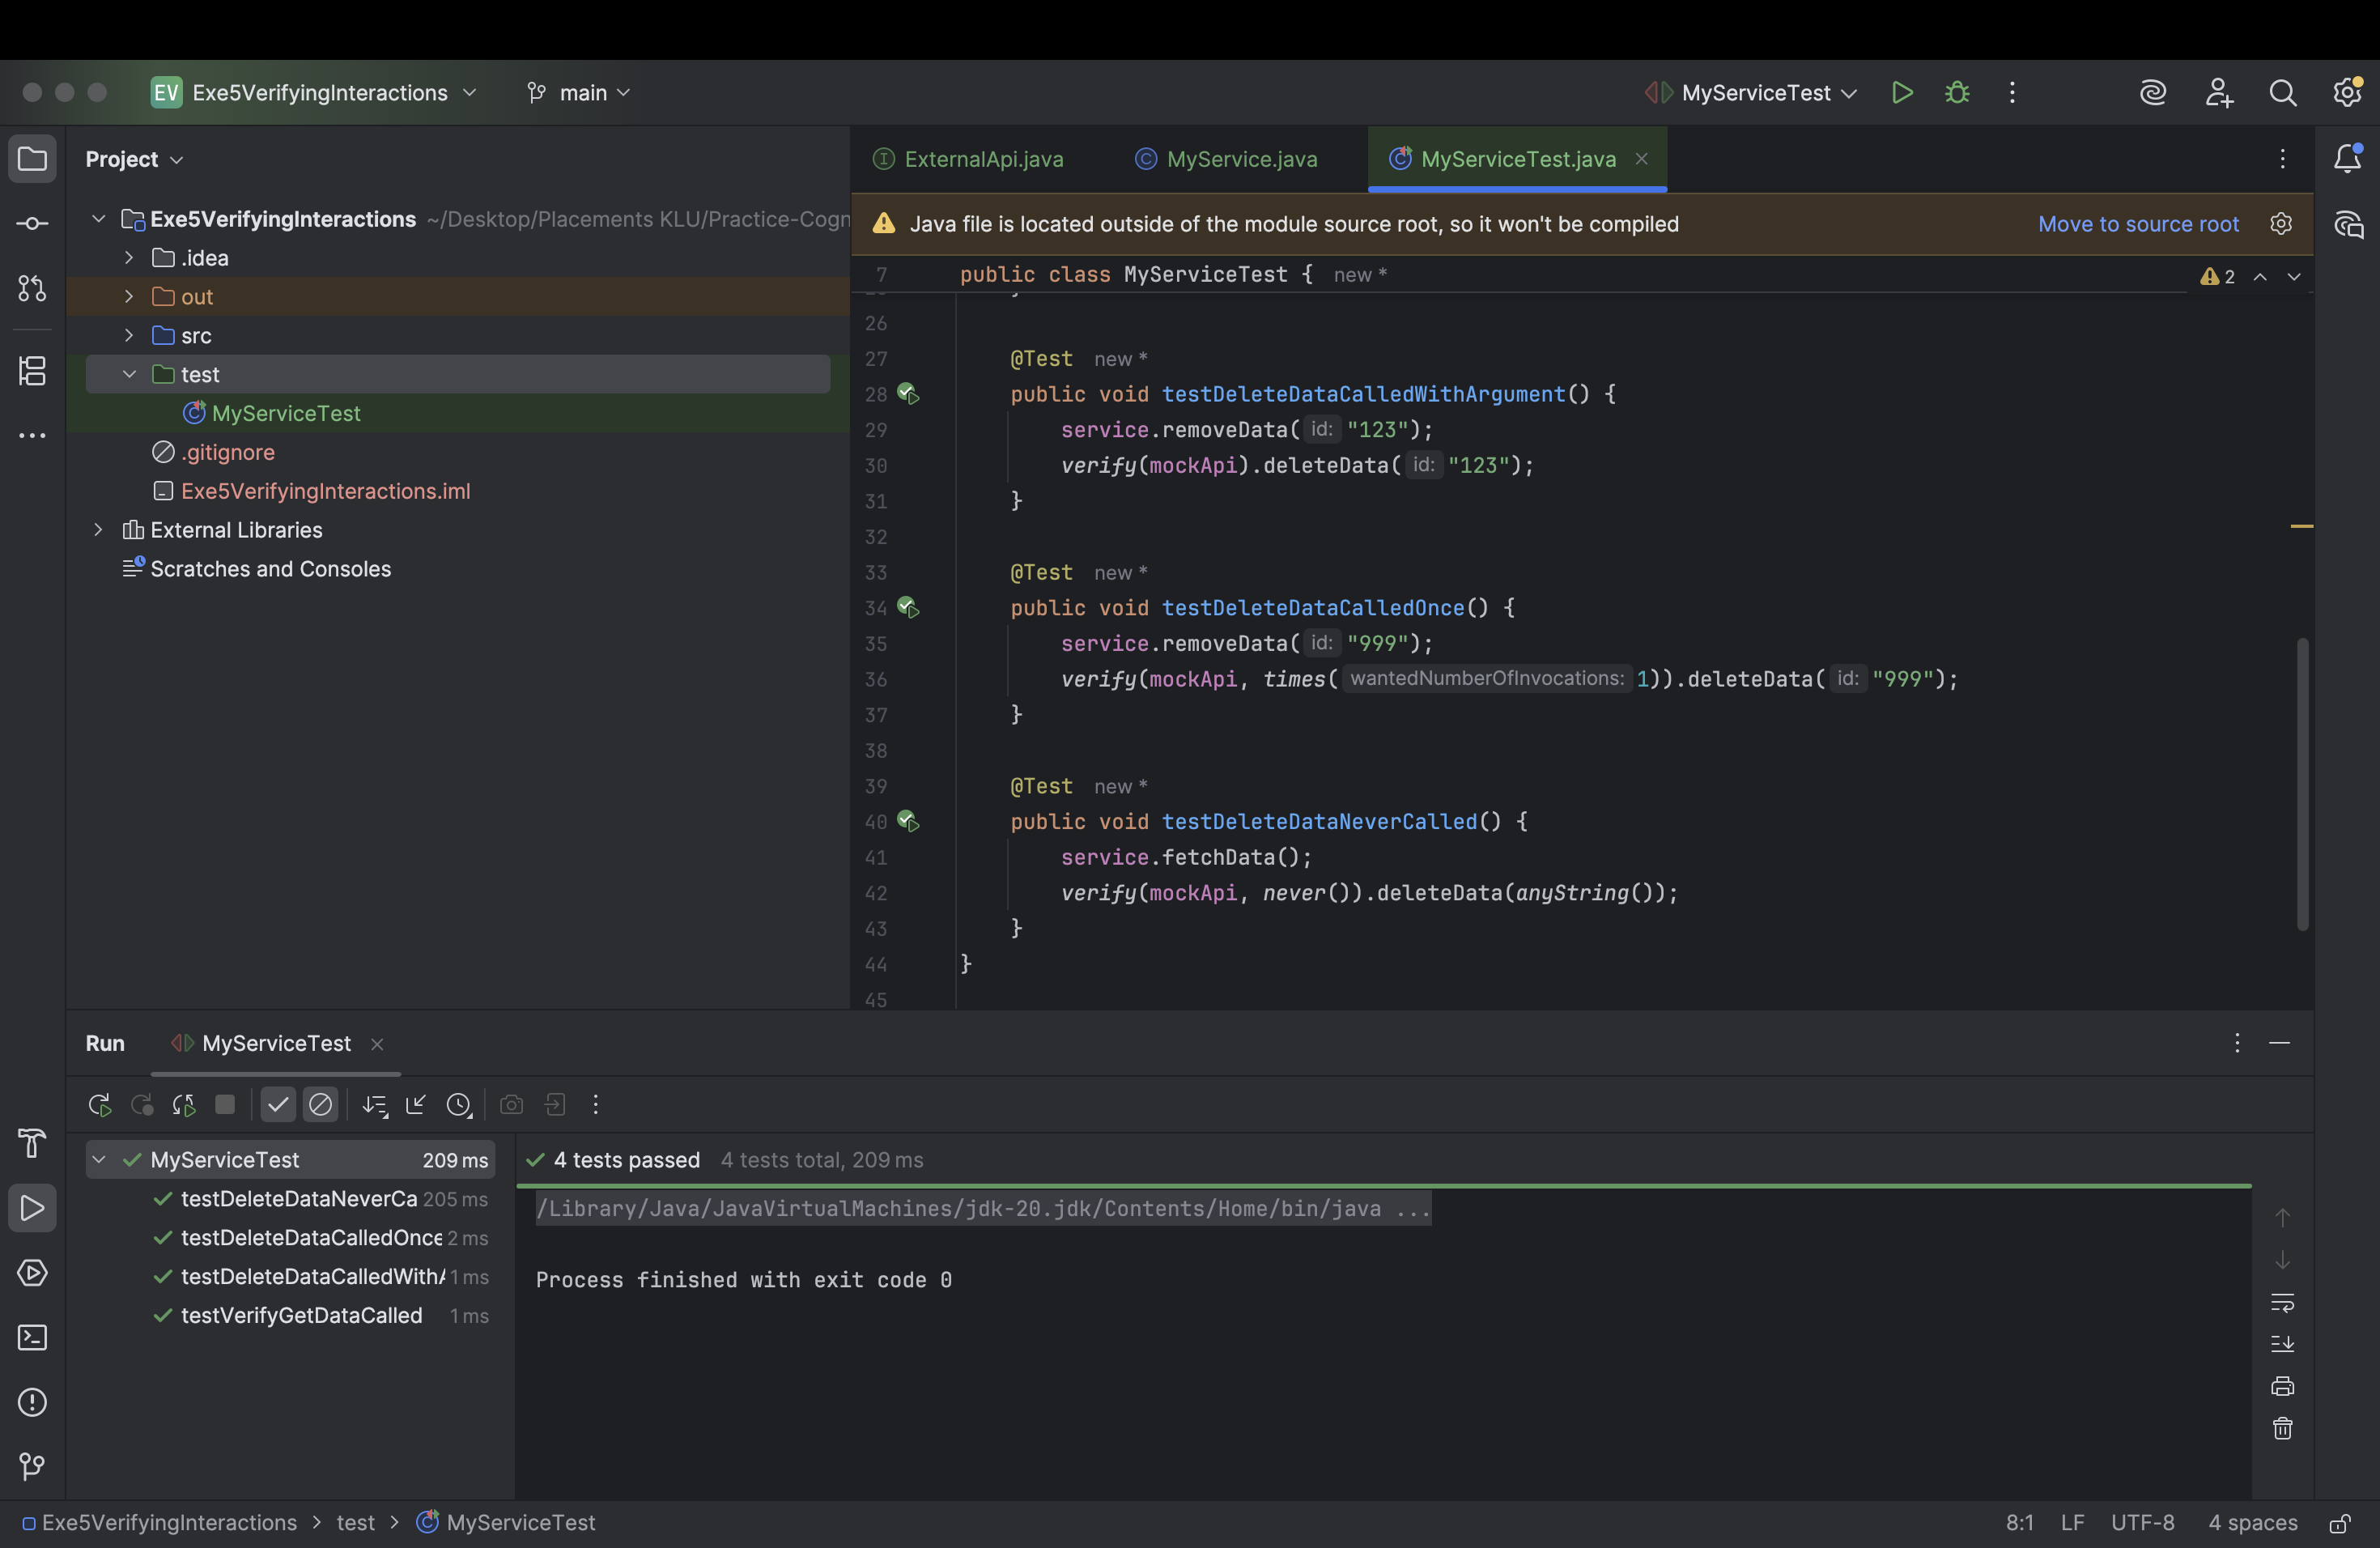 EV Exe5VerifyingInteractions main MyServiceTest
Project
Exe5VerifyingInteractions ~/Desktop/Placements KLU/Practice-Cogn
.idea
out
src
test
MyServiceTest
.gitignore
Exe5VerifyingInteractions.iml
External Libraries
Scratches and Consoles
ExternalApi.java MyService.java MyServiceTest.java
Java file is located outside of the module source root, so it won't be compiled Move to source root
7 public class MyServiceTest { new * 2
26
27 @Test new *
28 public void testDeleteDataCalledWithArgument() {
29 service.removeData( id: "123");
30 verify(mockApi).deleteData( id: "123");
31 }
32
33 @Test new *
34 public void testDeleteDataCalledOnce() {
35 service.removeData( id: "999");
36 verify(mockApi, times( wantedNumberOfInvocations: 1)).deleteData( id: "999");
37 }
38
39 @Test new *
40 public void testDeleteDataNeverCalled() {
41 service.fetchData();
42 verify(mockApi, never()).deleteData(anyString());
43 }
44 }
45
Run MyServiceTest
MyServiceTest 209 ms
testDeleteDataNeverCa 205 ms
testDeleteDataCalledOnce 2 ms
testDeleteDataCalledWithA 1 ms
testVerifyGetDataCalled 1 ms
4 tests passed 4 tests total, 209 ms
/Library/Java/JavaVirtualMachines/jdk-20.jdk/Contents/Home/bin/java ...
Process finished with exit code 0
Exe5VerifyingInteractions > test > MyServiceTest 8:1 LF UTF-8 4 spaces